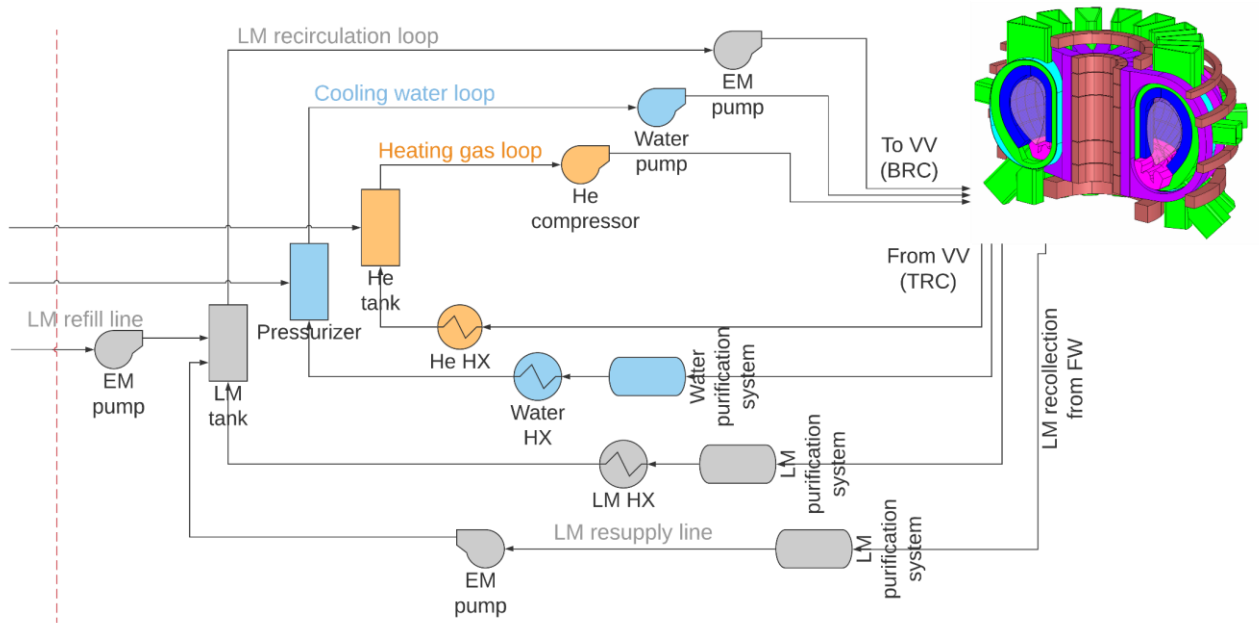 LM recirculation loop
EM
pump
Cooling water loop
Water
pump
Heating gas loop
He
compressor
To VV
(BRC)
From VV
(TRC)
He
tank
Pressurizer
LM refill line
EM
pump
LM
tank
He HX
Water
HX
Water
purification
system
LM HX
LM
purification
system
LM recollection
from FW
LM resupply line
EM
pump
LM
purification
system